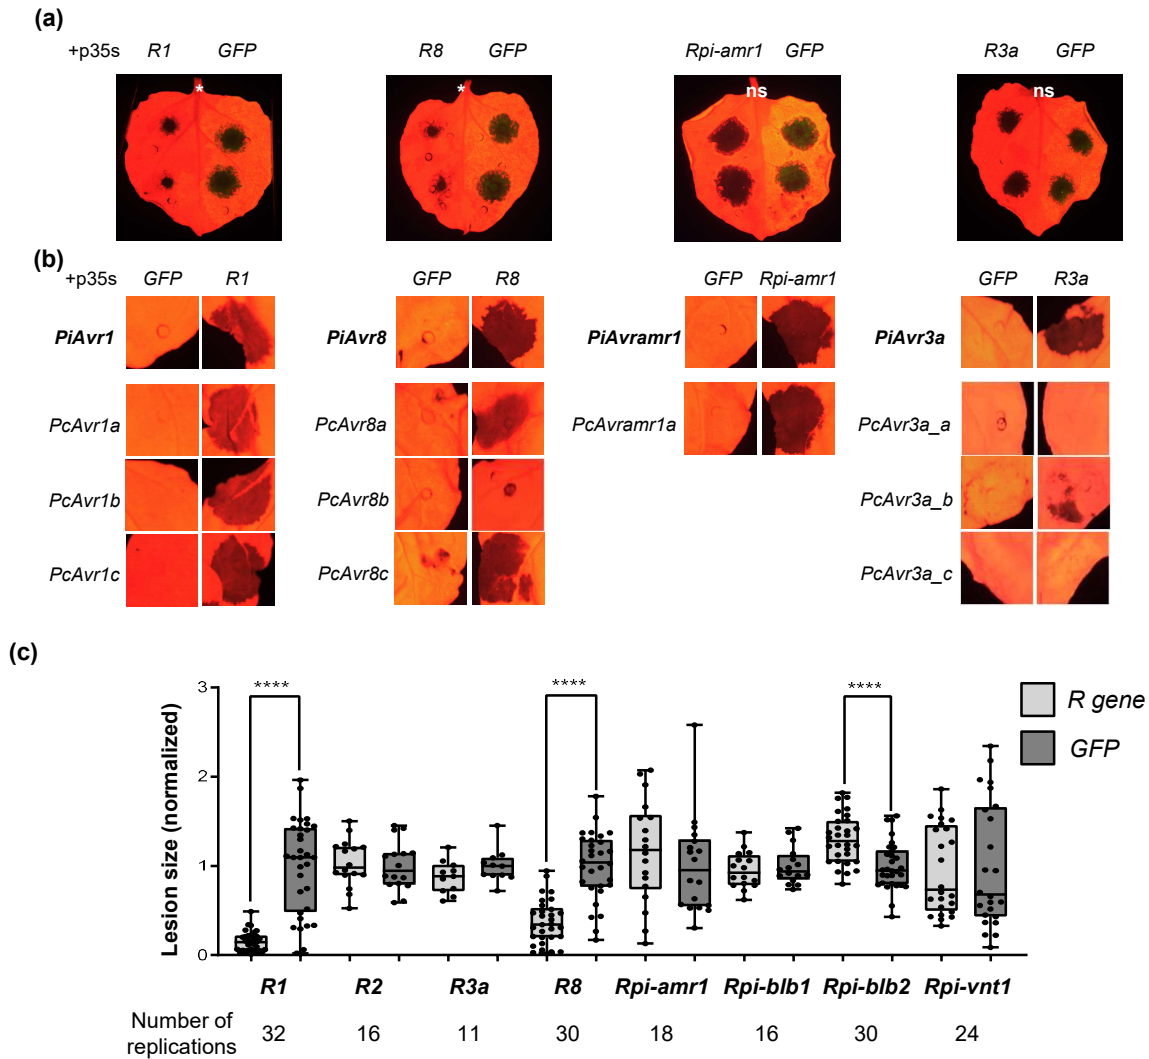 (a)
+p35s R1 GFP R8 GFP Rpi-amr1 GFP R3a GFP
* * ns ns
(b)
+p35s GFP R1 GFP R8 GFP Rpi-amr1 GFP R3a
PiAvr1 PiAvr8 PiAvramr1 PiAvr3a
PcAvr1a PcAvr8a PcAvramr1a PcAvr3a_a
PcAvr1b PcAvr8b PcAvr3a_b
PcAvr1c PcAvr8c PcAvr3a_c
(c)
Lesion size (normalized)
3
2
1
0
**** **** ****
R gene
GFP
R1 R2 R3a R8 Rpi-amr1 Rpi-blb1 Rpi-blb2 Rpi-vnt1
Number of
replications
32 16 11 30 18 16 30 24